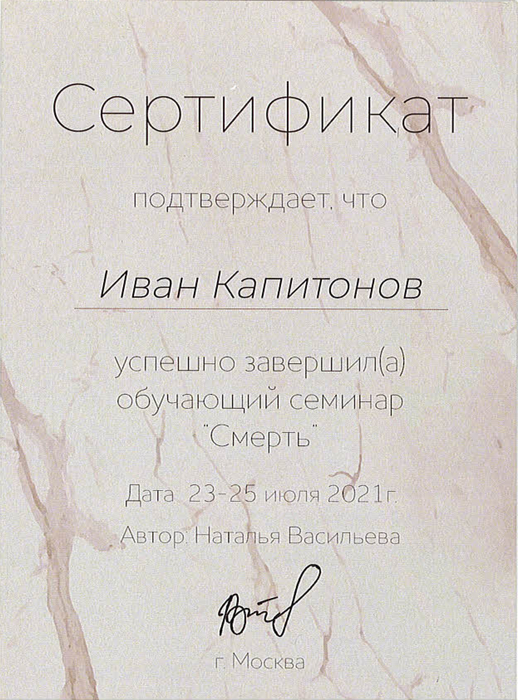 Сертификат
подтверждает, что
Иван Капитонов
успешно завершил(а)
обучающий семинар
"Смерть"
Дата: 23-25 июля 2021г.
Автор: Наталья Васильева
г. Москва